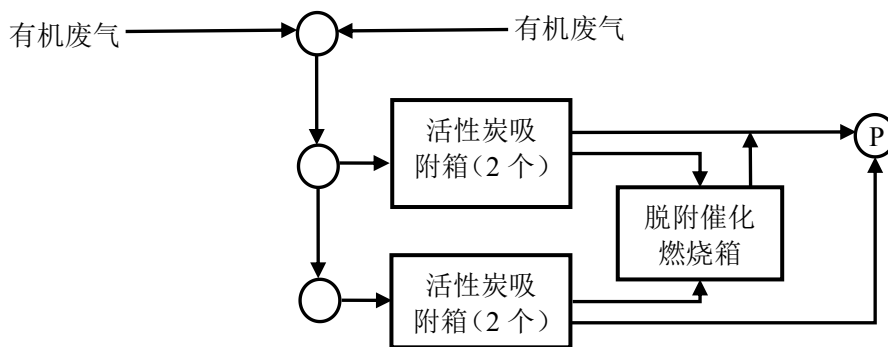 有机废气
有机废气
活性炭吸
附箱(2 个)
P
脱附催化
燃烧箱
活性炭吸
附箱(2 个)